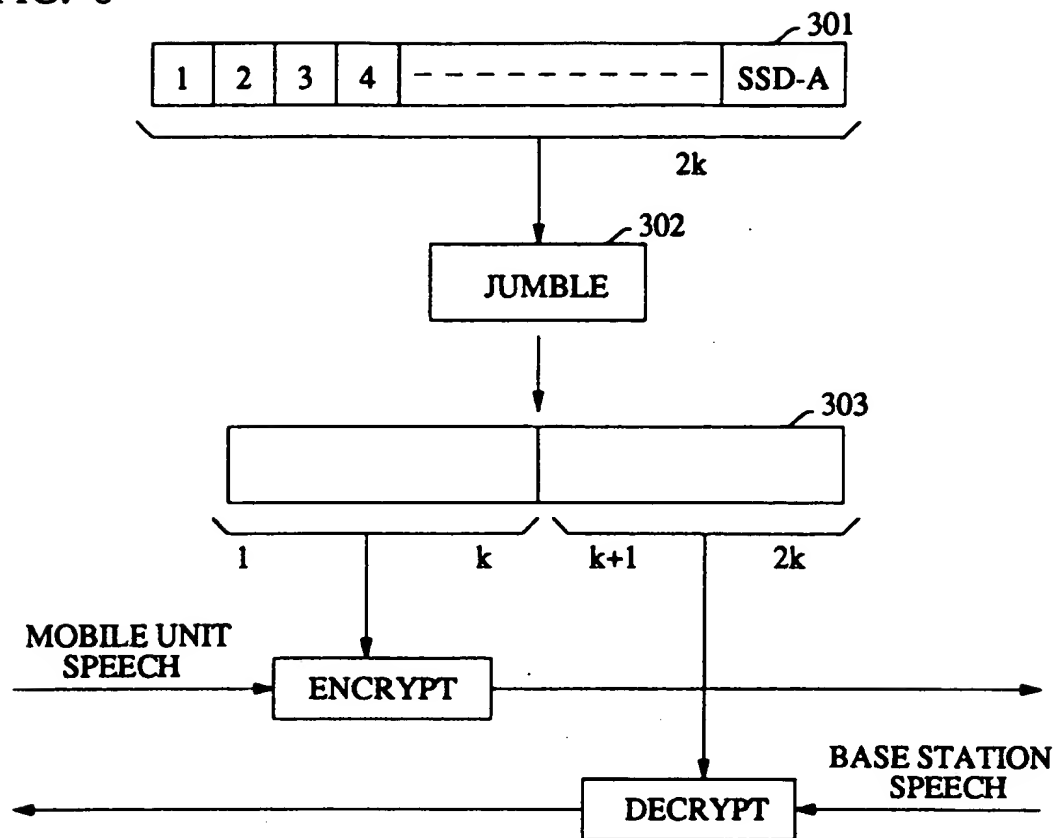 301
1 2 3 4 SSD-A
2k
302
JUMBLE
303
1 k k+1 2k
MOBILE UNIT
SPEECH
ENCRYPT
BASE STATION
SPEECH
DECRYPT